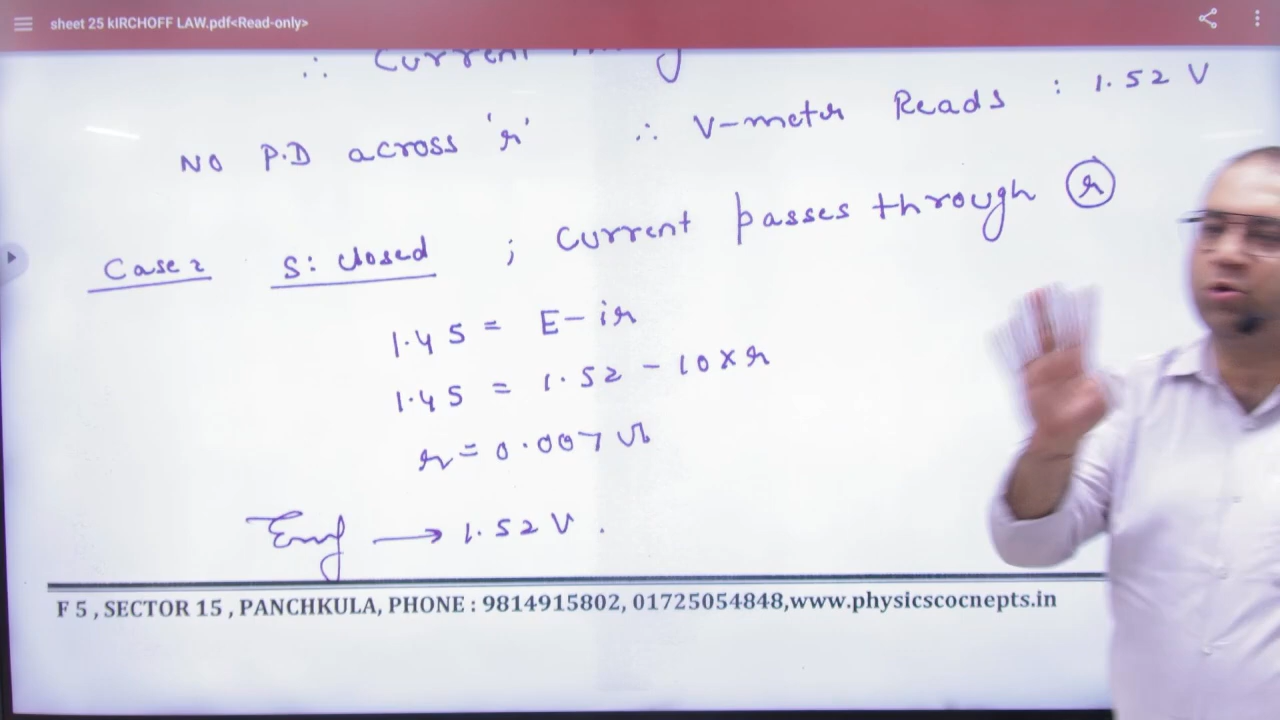 sheet 25 kIRCHOFF LAW.pdf<Read-only>
∴ Current
NO P.D across 'r' ∴ V-meter Reads : 1.52 V
Case 2 S: closed ; Current passes through r
1.45 = E - ir
1.45 = 1.52 - 10 x r
r = 0.007 Ω
Emf → 1.52 V .
F 5 , SECTOR 15 , PANCHKULA, PHONE : 9814915802, 01725054848,www.physicscocnepts.in